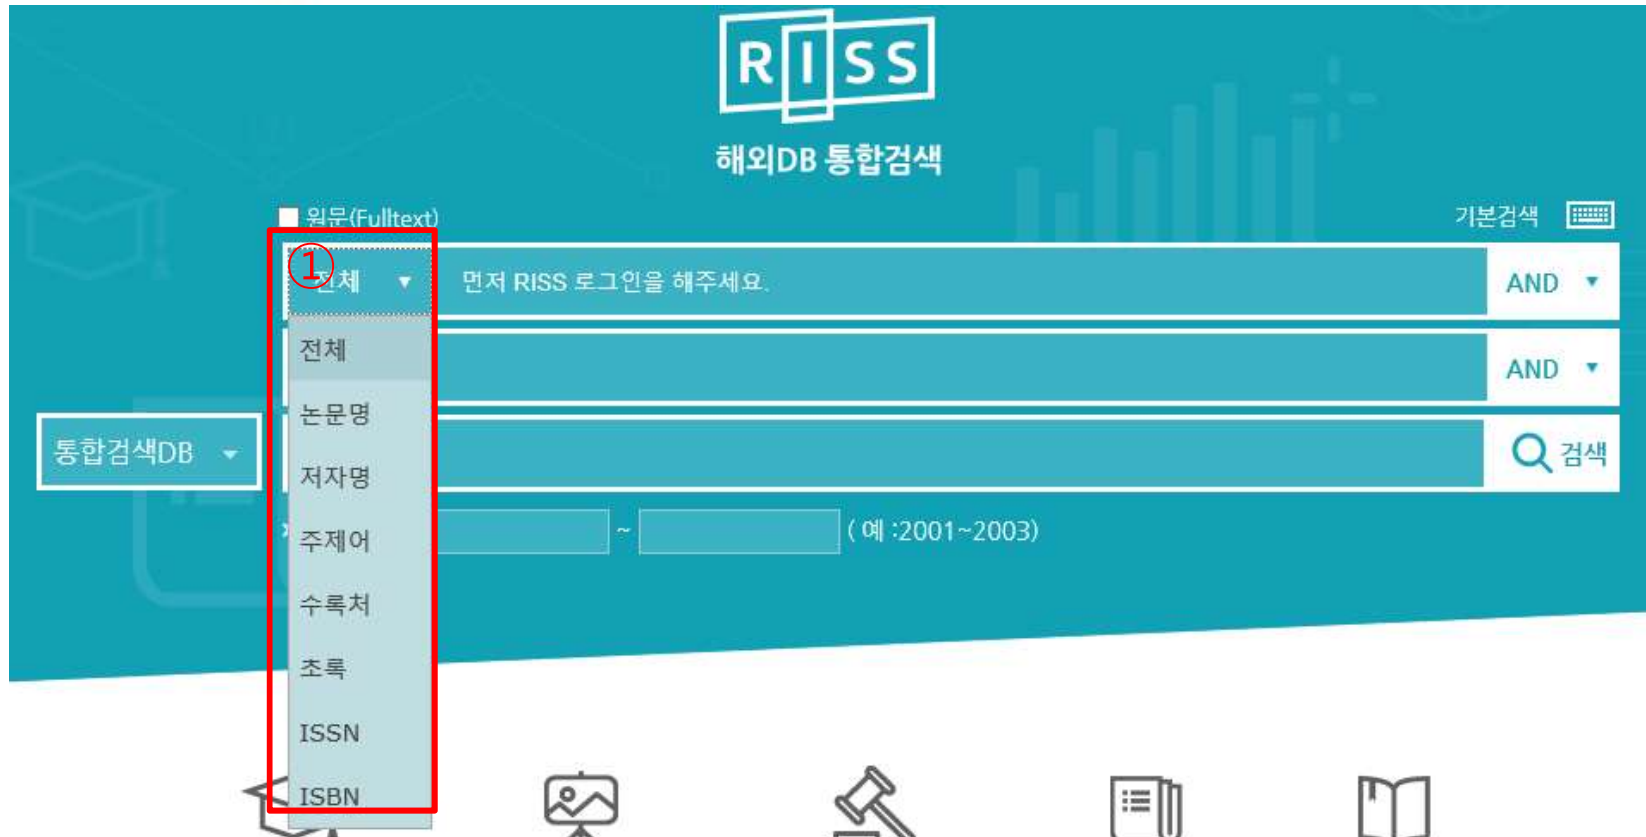 RISS
해외DB 통합검색
원문(Fulltext)
기본검색
① 전체
먼저 RISS 로그인을 해주세요.
AND
전체
AND
논문명
통합검색DB
검색
저자명
주제어
~
( 예 :2001~2003)
수록처
초록
ISSN
ISBN